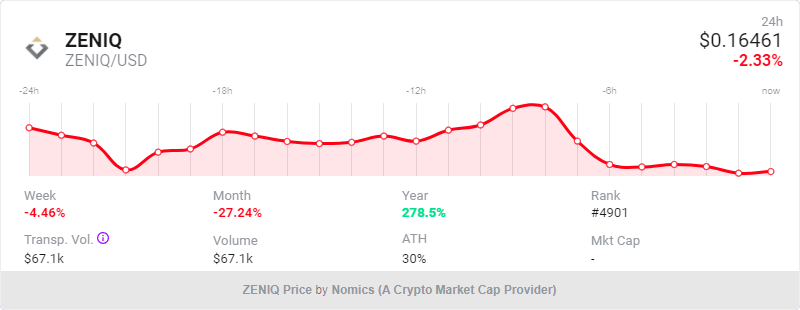 24h
ZENIQ
$0.16461
ZENIQ/USD
-2.33%
-24h -18h -12h -6h now
Week Month Year Rank
-4.46% -27.24% 278.5% #4901
Transp. Vol. Volume ATH Mkt Cap
$67.1k $67.1k 30% -
ZENIQ Price by Nomics (A Crypto Market Cap Provider)